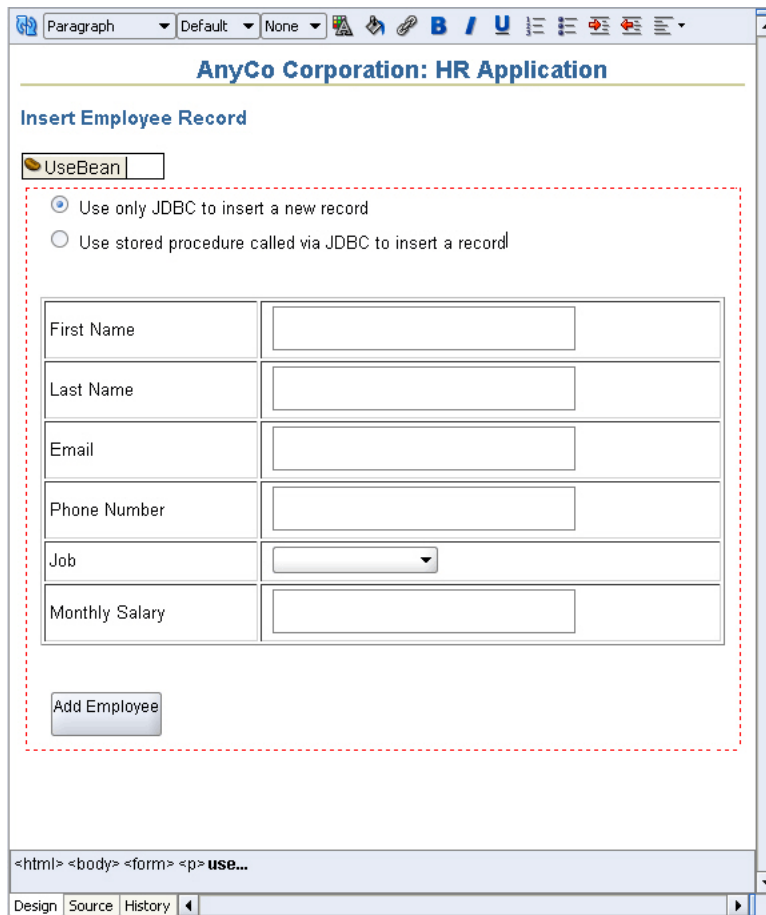 Paragraph Default None B I U
AnyCo Corporation: HR Application
Insert Employee Record
UseBean
Use only JDBC to insert a new record
Use stored procedure called via JDBC to insert a record
First Name
Last Name
Email
Phone Number
Job
Monthly Salary
Add Employee
<html> <body> <form> <p> use...
Design Source History